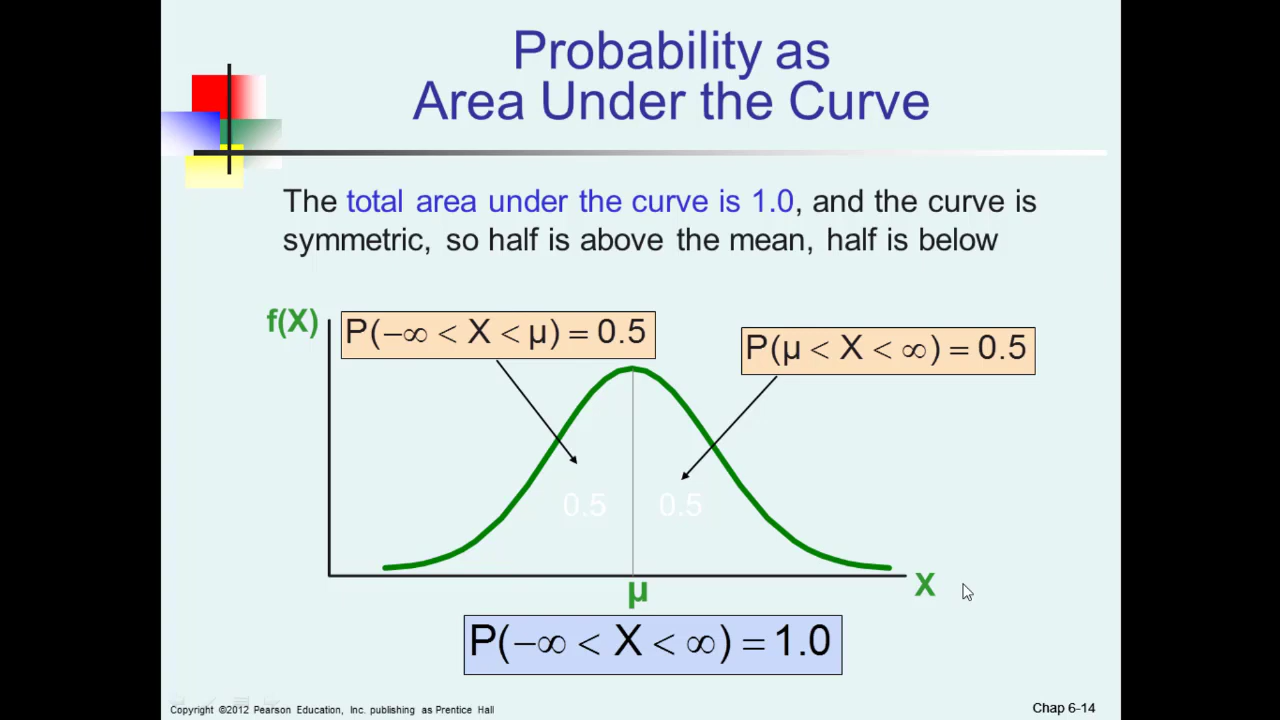 Probability as
Area Under the Curve
The total area under the curve is 1.0, and the curve is
symmetric, so half is above the mean, half is below
f(X)
P(−∞ < X < μ) = 0.5
P(μ < X < ∞) = 0.5
0.5 0.5
μ
X
P(−∞ < X < ∞) = 1.0
Copyright ©2012 Pearson Education, Inc. publishing as Prentice Hall
Chap 6-14